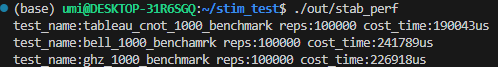 (base) umi@DESKTOP-31R6SGQ:~/stim_test$ ./out/stab_perf
test_name:tableau_cnot_1000_benchmark reps:100000 cost_time:190043us
test_name:bell_1000_benchamrk reps:100000 cost_time:241789us
test_name:ghz_1000_benchmark reps:100000 cost_time:226918us